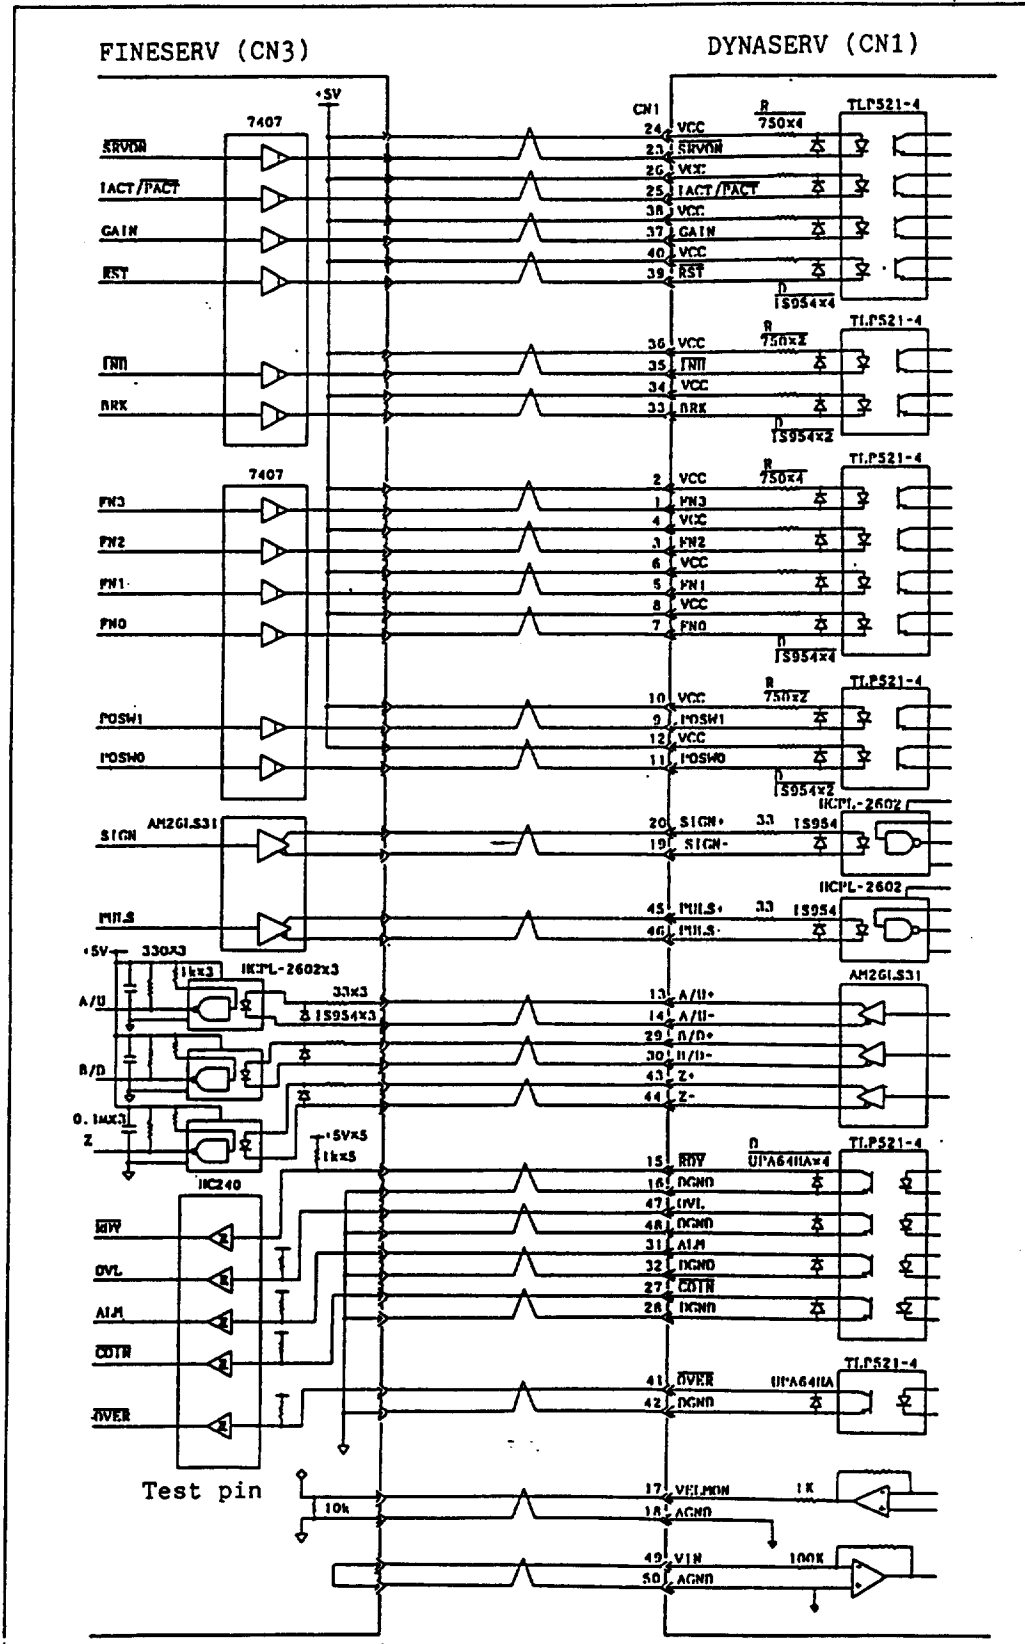 FINESERV (CN3)
DYNASERV (CN1)
+5V
CN1
7407
R
750×4
TLP521-4
24 VCC
SRVON
23 SRVON
26 VCC
IACT/PACT
25 IACT/PACT
38 VCC
GAIN
37 GAIN
40 VCC
RST
39 RST
D
IS954×4
TLP521-4
R
750×2
36 VCC
35
34 VCC
BRK
33 BRK
D
IS954×2
7407
TLP521-4
R
750×4
2 VCC
FN3
1 FN3
4 VCC
FN2
3 FN2
6 VCC
FN1
5 FN1
8 VCC
FN0
7 FN0
D
IS954×4
TLP521-4
R
750×2
10 VCC
POSW1
9 POSW1
12 VCC
POSW0
11 POSW0
D
IS954×2
HCPL-2602
AM26LS31
SIGN
20 SIGN+ 33 IS954
19 SIGN-
HCPL-2602
PULS
45 PULS+ 33 IS954
46 PULS-
+5V
330×3
1k×3
HCPL-2602×3
AM26LS31
A/U
33×3
13 A/U+
IS954×3
14 A/U-
29 B/D+
B/D
30 B/D-
43 Z+
44 Z-
0.1M×3
Z
+5V×5
1k×5
D
UPA64HA×4
TLP521-4
HC240
15 RDY
16 DGND
47 OVL
RDY
48 DGND
31 ALM
OVL
32 DGND
27 COIN
ALM
28 DGND
COIN
TLP521-4
41 OVER UPA64HA
OVER
42 DGND
Test pin
17 VELMON 1K
10k
18 AGND
49 VIN 100K
50 AGND